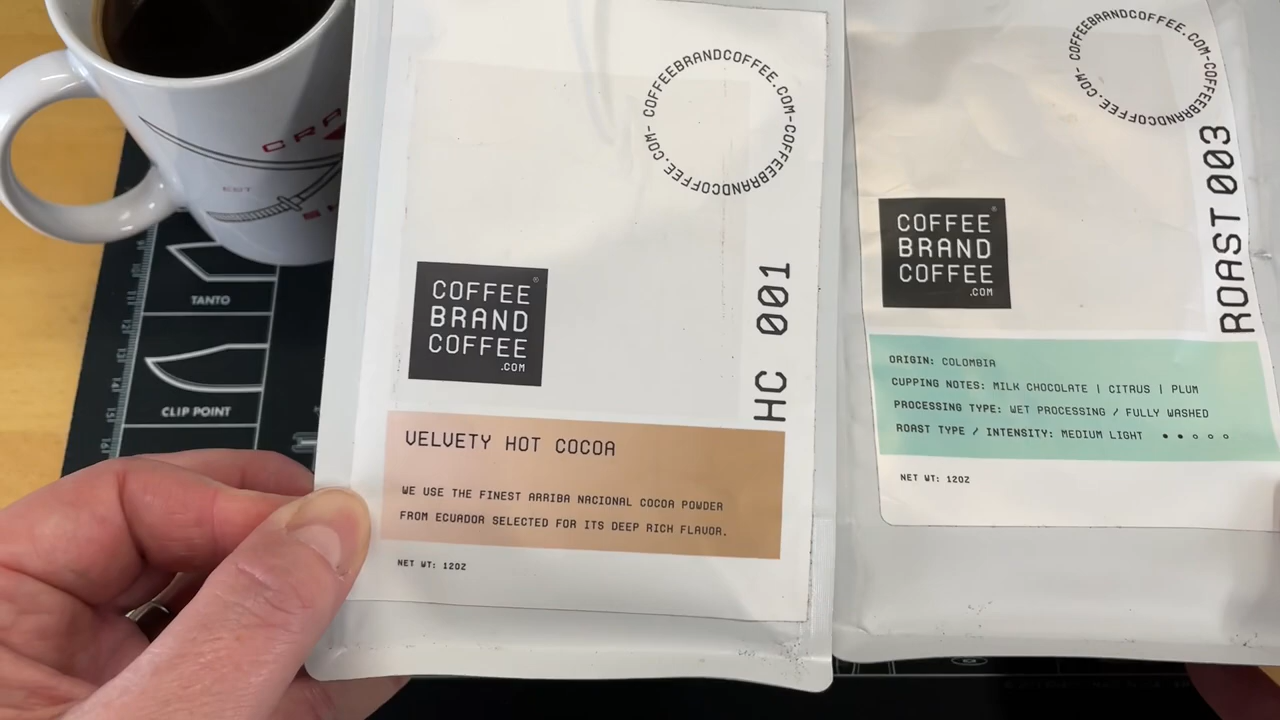 CRA
EST
TANTO
CLIP POINT
COFFEEBRANDCOFFEE.COM-COFFEEBRANDCOFFEE.COM-
COFFEE
BRAND
COFFEE
.COM
®
HC 001
VELVETY HOT COCOA
WE USE THE FINEST ARRIBA NACIONAL COCOA POWDER
FROM ECUADOR SELECTED FOR ITS DEEP RICH FLAVOR.
NET WT: 12OZ
COFFEEBRANDCOFFEE.COM-COFFEEBRANDCOFFEE.COM-
COFFEE
BRAND
COFFEE
.COM
®
ROAST 003
ORIGIN: COLOMBIA
CUPPING NOTES: MILK CHOCOLATE | CITRUS | PLUM
PROCESSING TYPE: WET PROCESSING / FULLY WASHED
ROAST TYPE / INTENSITY: MEDIUM LIGHT
NET WT: 12OZ